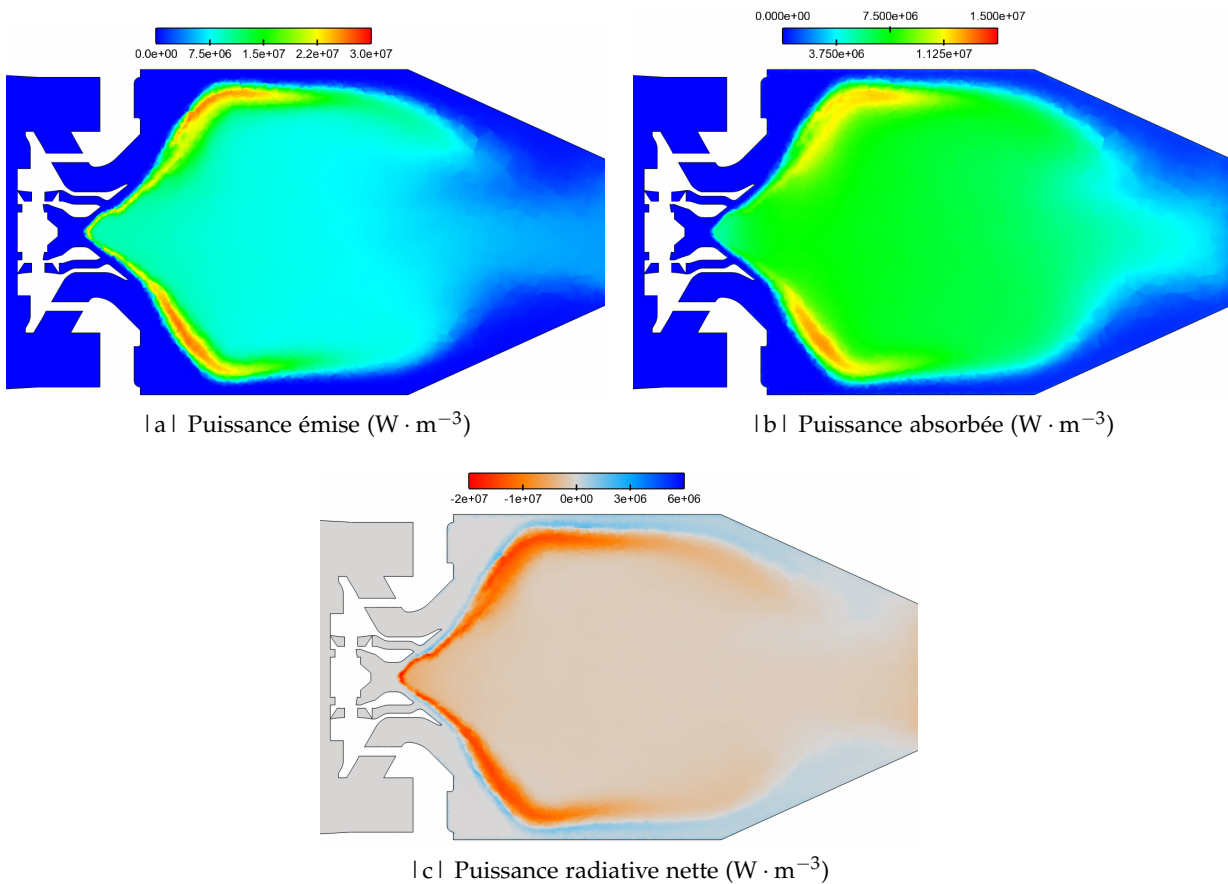 0.0e+00 7.5e+06 1.5e+07 2.2e+07 3.0e+07
0.000e+00 7.500e+06 1.500e+07
3.750e+06 1.125e+07
|a| Puissance émise (W · m⁻³)
|b| Puissance absorbée (W · m⁻³)
-2e+07 -1e+07 0e+00 3e+06 6e+06
|c| Puissance radiative nette (W · m⁻³)